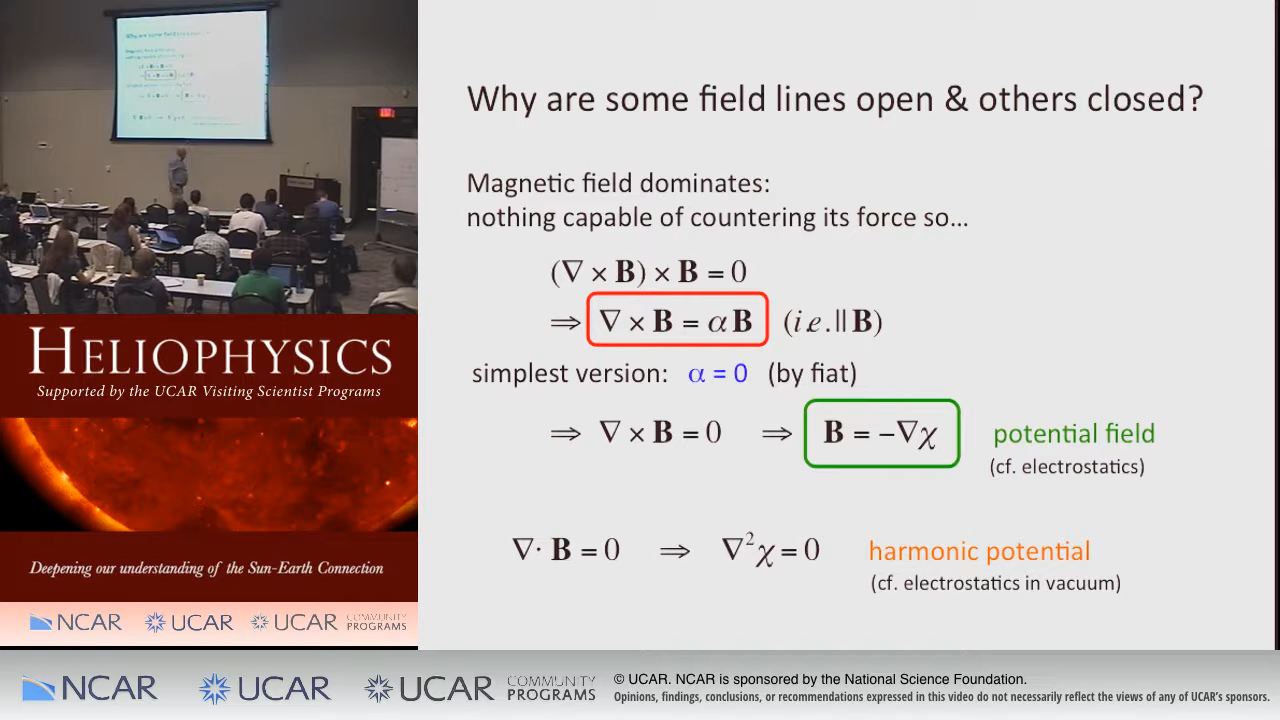 Why are some field lines open & others closed?
Magnetic field dominates:
nothing capable of countering its force so…
(∇ × B) × B = 0
⇒ ∇ × B = αB (i.e. || B)
simplest version: α = 0 (by fiat)
⇒ ∇ × B = 0 ⇒ B = −∇χ potential field
(cf. electrostatics)
∇· B = 0 ⇒ ∇²χ = 0 harmonic potential
(cf. electrostatics in vacuum)
HELIOPHYSICS
Supported by the UCAR Visiting Scientist Programs
Deepening our understanding of the Sun-Earth Connection
NCAR UCAR UCAR COMMUNITY PROGRAMS
NCAR UCAR UCAR COMMUNITY PROGRAMS
© UCAR. NCAR is sponsored by the National Science Foundation.
Opinions, findings, conclusions, or recommendations expressed in this video do not necessarily reflect the views of any of UCAR's sponsors.